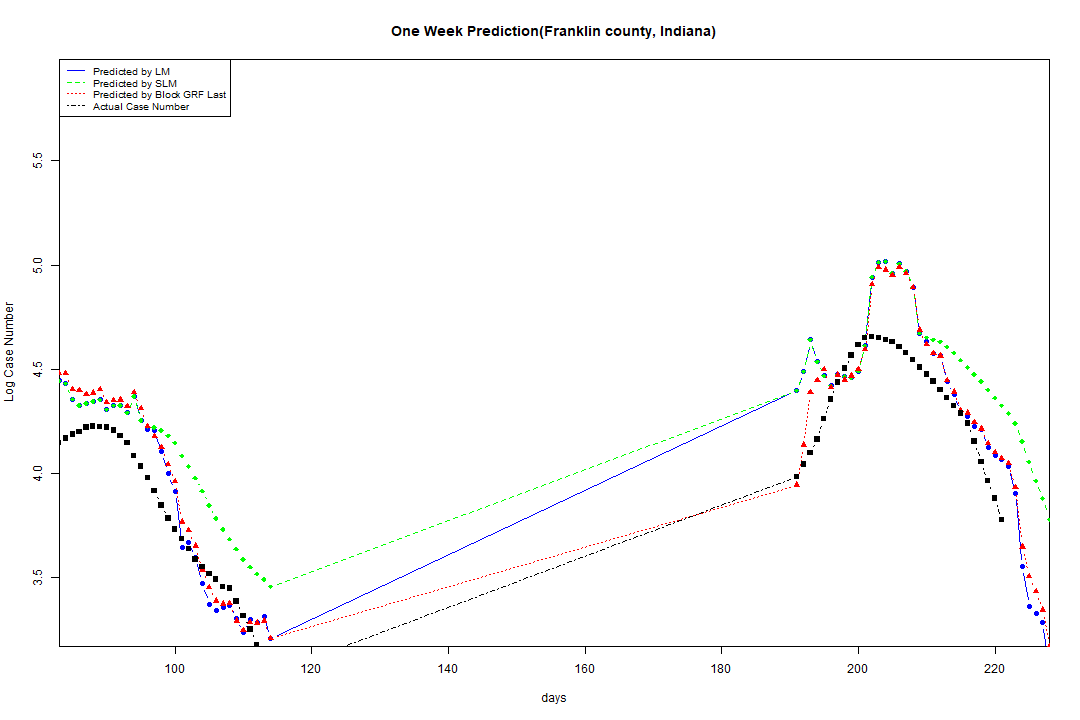 One Week Prediction(Franklin county, Indiana)
Predicted by LM
Predicted by SLM
Predicted by Block GRF Last
Actual Case Number
Log Case Number
5.5
5.0
4.5
4.0
3.5
100 120 140 160 180 200 220
days